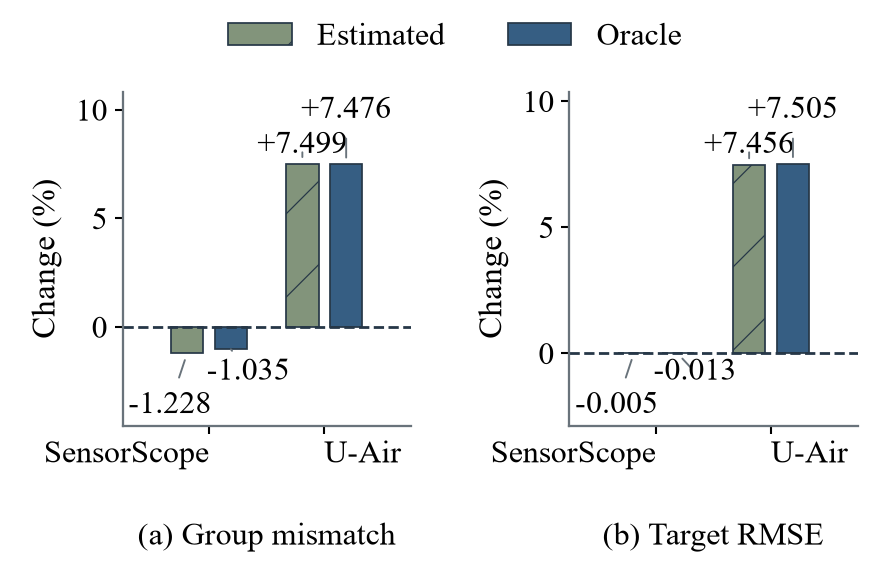 Estimated
Oracle
10
5
0
Change (%)
+7.476
+7.499
-1.035
-1.228
SensorScope
U-Air
(a) Group mismatch
10
5
0
Change (%)
+7.505
+7.456
-0.013
-0.005
SensorScope
U-Air
(b) Target RMSE